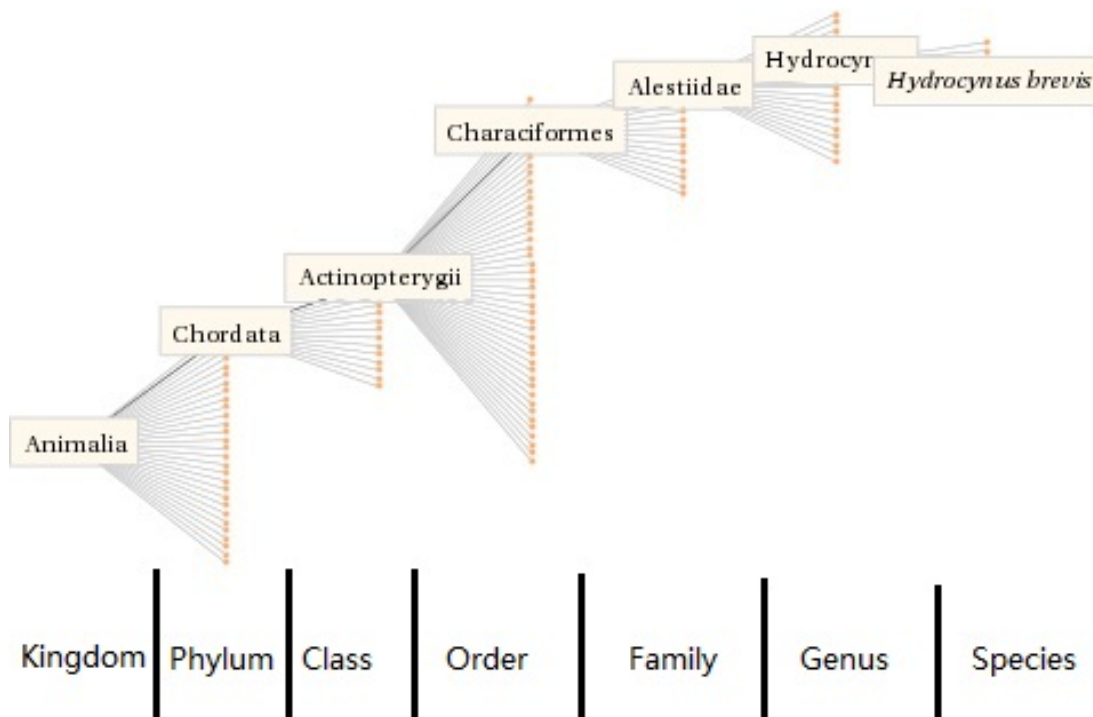 Hydrocyn
Hydrocynus brevis
Alestiidae
Characiformes
Actinopterygii
Chordata
Animalia
Kingdom Phylum Class Order Family Genus Species